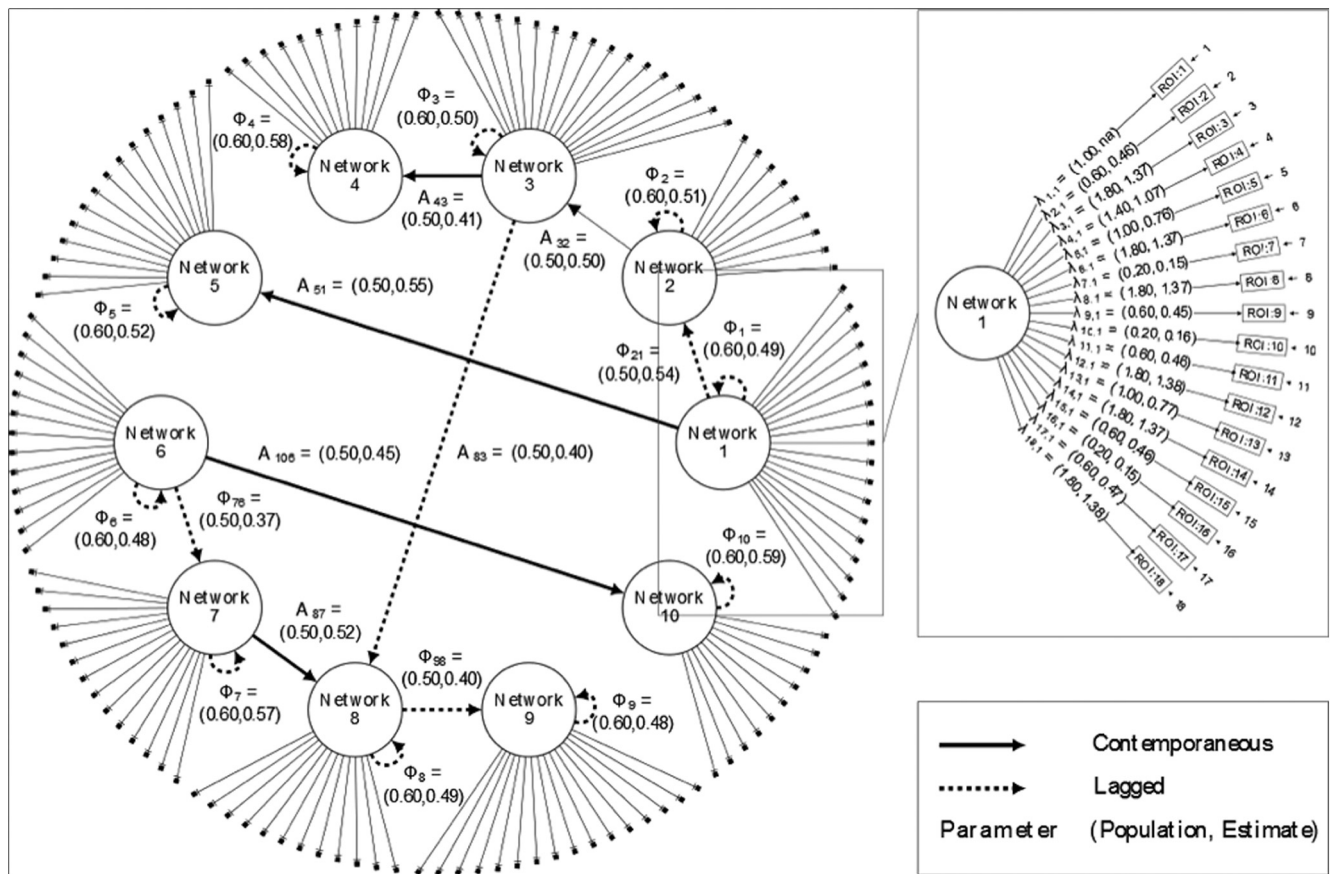 Network
1
Network
2
Network
3
Network
4
Network
5
Network
6
Network
7
Network
8
Network
9
Network
10
Φ₃ =
(0.60,0.50)
Φ₄ =
(0.60,0.58)
A ₄₃ =
(0.50,0.41)
Φ₂ =
(0.60,0.51)
A ₃₂ =
(0.50,0.50)
A ₅₁ = (0.50,0.55)
Φ₅ =
(0.60,0.52)
Φ₂₁ =
(0.50,0.54)
Φ₁ =
(0.60,0.49)
A ₁₀₆ = (0.50,0.45)
A ₈₃ = (0.50,0.40)
Φ₆ =
(0.60,0.48)
Φ₇₆ =
(0.50,0.37)
Φ₁₀ =
(0.60,0.59)
A ₈₇ =
(0.50,0.52)
Φ₉₈ =
(0.50,0.40)
Φ₇ =
(0.60,0.57)
Φ₉ =
(0.60,0.48)
Φ₈ =
(0.60,0.49)
Network
1
λ₁,₁ = (1.00, na) ROI:1 1
λ₂,₁ = (0.60, 0.46) ROI:2 2
λ₃,₁ = (1.80, 1.37) ROI:3 3
λ₄,₁ = (1.40, 1.07) ROI:4 4
λ₅,₁ = (1.00, 0.76) ROI:5 5
λ₆,₁ = (1.80, 1.37) ROI:6 6
λ₇,₁ = (0.20, 0.15) ROI:7 7
λ₈,₁ = (1.80, 1.37) ROI:8 8
λ₉,₁ = (0.60, 0.45) ROI:9 9
λ₁₀,₁ = (0.20, 0.16) ROI:10 10
λ₁₁,₁ = (0.60, 0.46) ROI:11 11
λ₁₂,₁ = (1.80, 1.38) ROI:12 12
λ₁₃,₁ = (1.00, 0.77) ROI:13 13
λ₁₄,₁ = (1.80, 1.37) ROI:14 14
λ₁₅,₁ = (0.60, 0.46) ROI:15 15
λ₁₆,₁ = (0.20, 0.15) ROI:16 16
λ₁₇,₁ = (0.60, 0.47) ROI:17 17
λ₁₈,₁ = (1.80, 1.38) ROI:18 18
Contemporaneous
Lagged
Parameter (Population, Estimate)